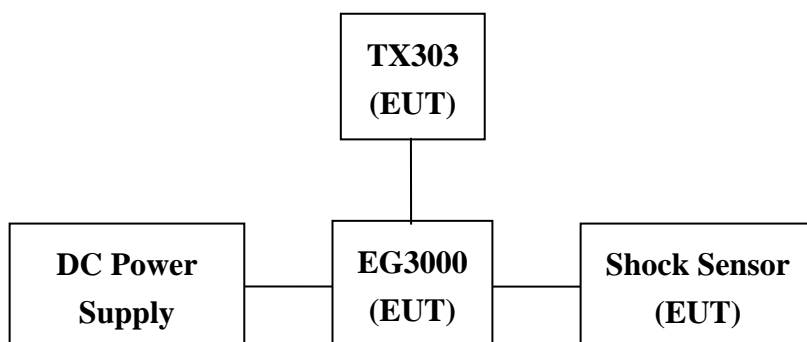 TX303
(EUT)
DC Power
Supply
EG3000
(EUT)
Shock Sensor
(EUT)